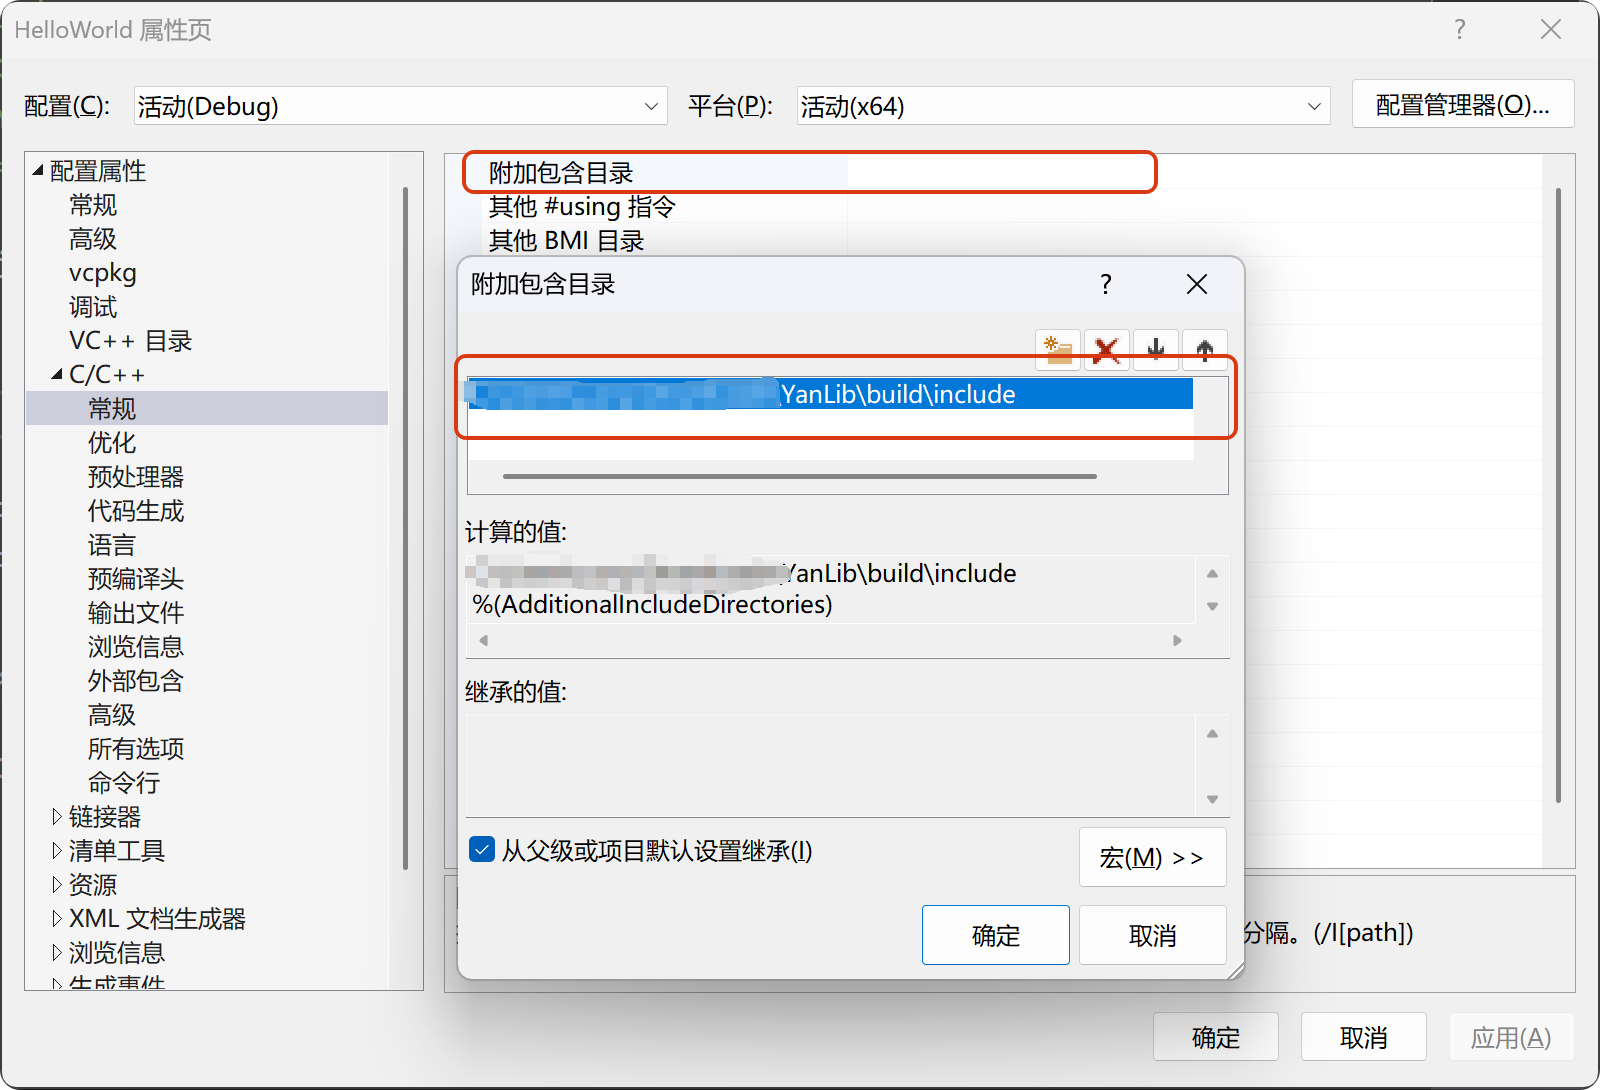 HelloWorld 属性页
配置(C):
活动(Debug)
平台(P):
活动(x64)
配置管理器(O)...
配置属性
常规
高级
vcpkg
调试
VC++ 目录
C/C++
常规
优化
预处理器
代码生成
语言
预编译头
输出文件
浏览信息
外部包含
高级
所有选项
命令行
链接器
清单工具
资源
XML 文档生成器
浏览信息
生成事件
附加包含目录
其他 #using 指令
其他 BMI 目录
附加包含目录
\YanLib\build\include
计算的值:
YanLib\build\include
%(AdditionalIncludeDirectories)
继承的值:
从父级或项目默认设置继承(I)
宏(M) >>
确定
取消
分隔。(/I[path])
确定
取消
应用(A)